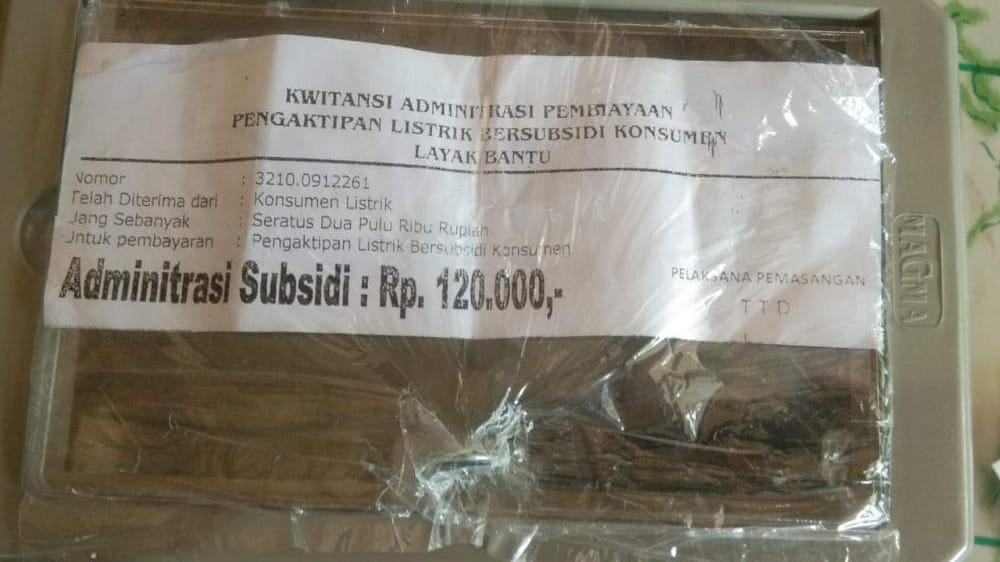 KWITANSI ADMINITRASI PEMBIAYAAN
PENGAKTIPAN LISTRIK BERSUBSIDI KONSUMEN
LAYAK BANTU
Nomor : 3210.0912261
Telah Diterima dari : Konsumen Listrik
Uang Sebanyak : Seratus Dua Pulu Ribu Rupiah
Untuk pembayaran : Pengaktipan Listrik Bersubsidi Konsumen
Adminitrasi Subsidi : Rp. 120.000,-
PELAKSANA PEMASANGAN
TTD
MAGMA